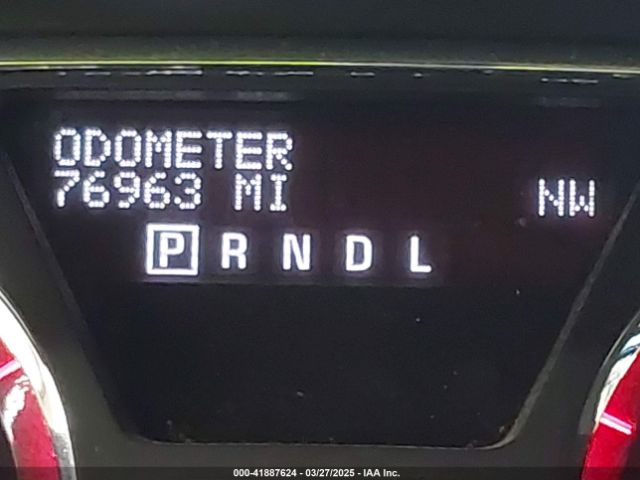 ODOMETER
76963 MI NW
P R N D L
000-41887624 | 03/27/2025 - IAA Inc.